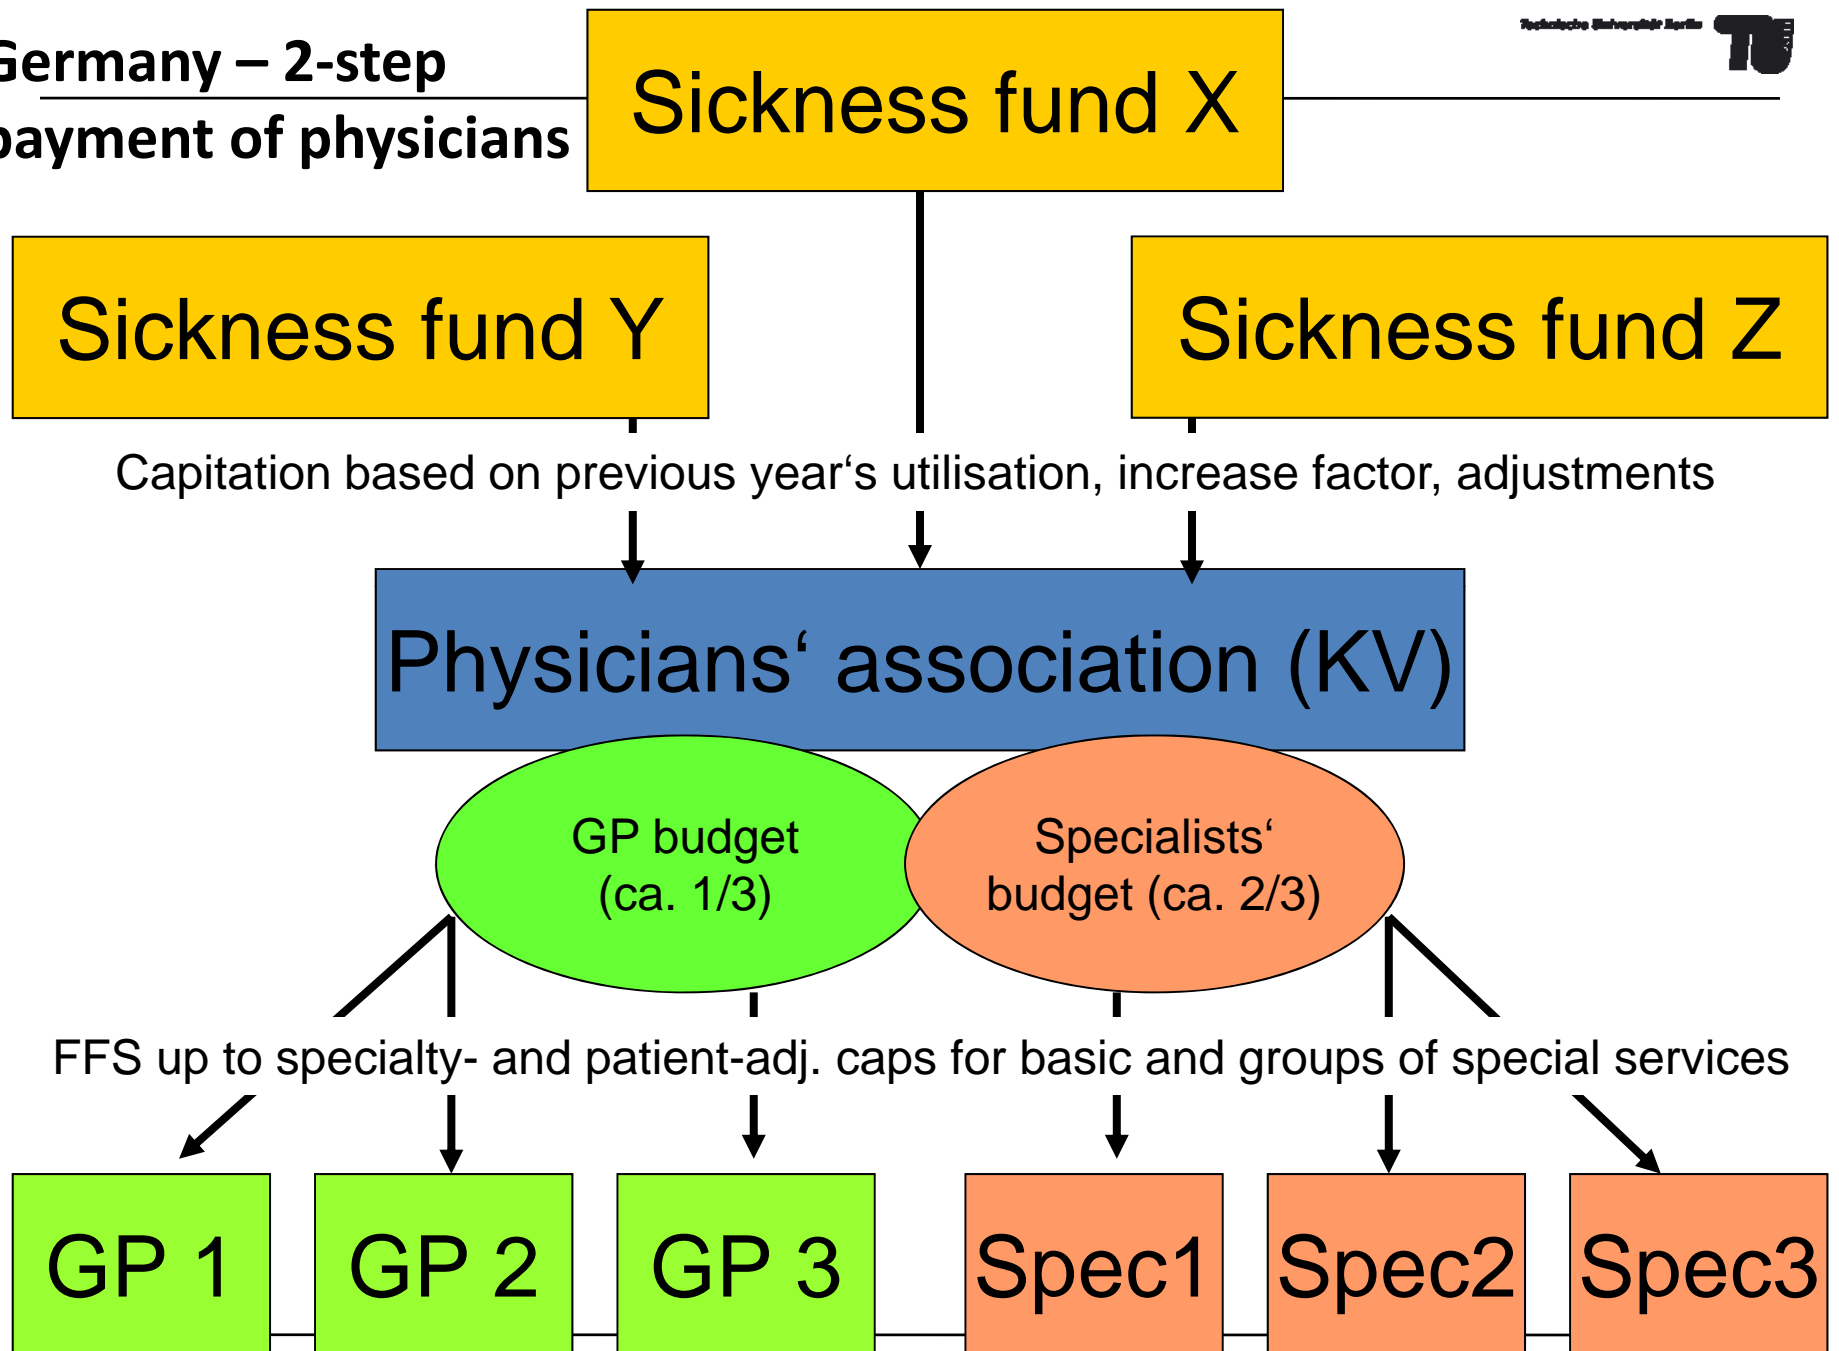 Germany – 2-step
payment of physicians
Technische Universität Berlin
Sickness fund X
Sickness fund Y
Sickness fund Z
Capitation based on previous year‘s utilisation, increase factor, adjustments
Physicians‘ association (KV)
GP budget
(ca. 1/3)
Specialists‘
budget (ca. 2/3)
FFS up to specialty- and patient-adj. caps for basic and groups of special services
GP 1
GP 2
GP 3
Spec1
Spec2
Spec3